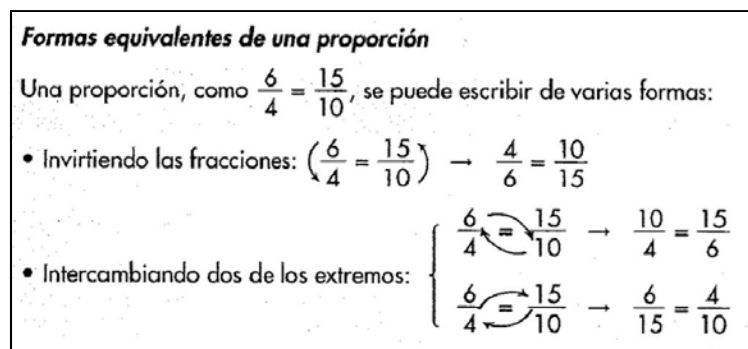 Formas equivalentes de una proporción
Una proporción, como 6/4 = 15/10, se puede escribir de varias formas:
• Invirtiendo las fracciones: (6/4 = 15/10) → 4/6 = 10/15
6/4 = 15/10 → 10/4 = 15/6
• Intercambiando dos de los extremos:
6/4 = 15/10 → 6/15 = 4/10